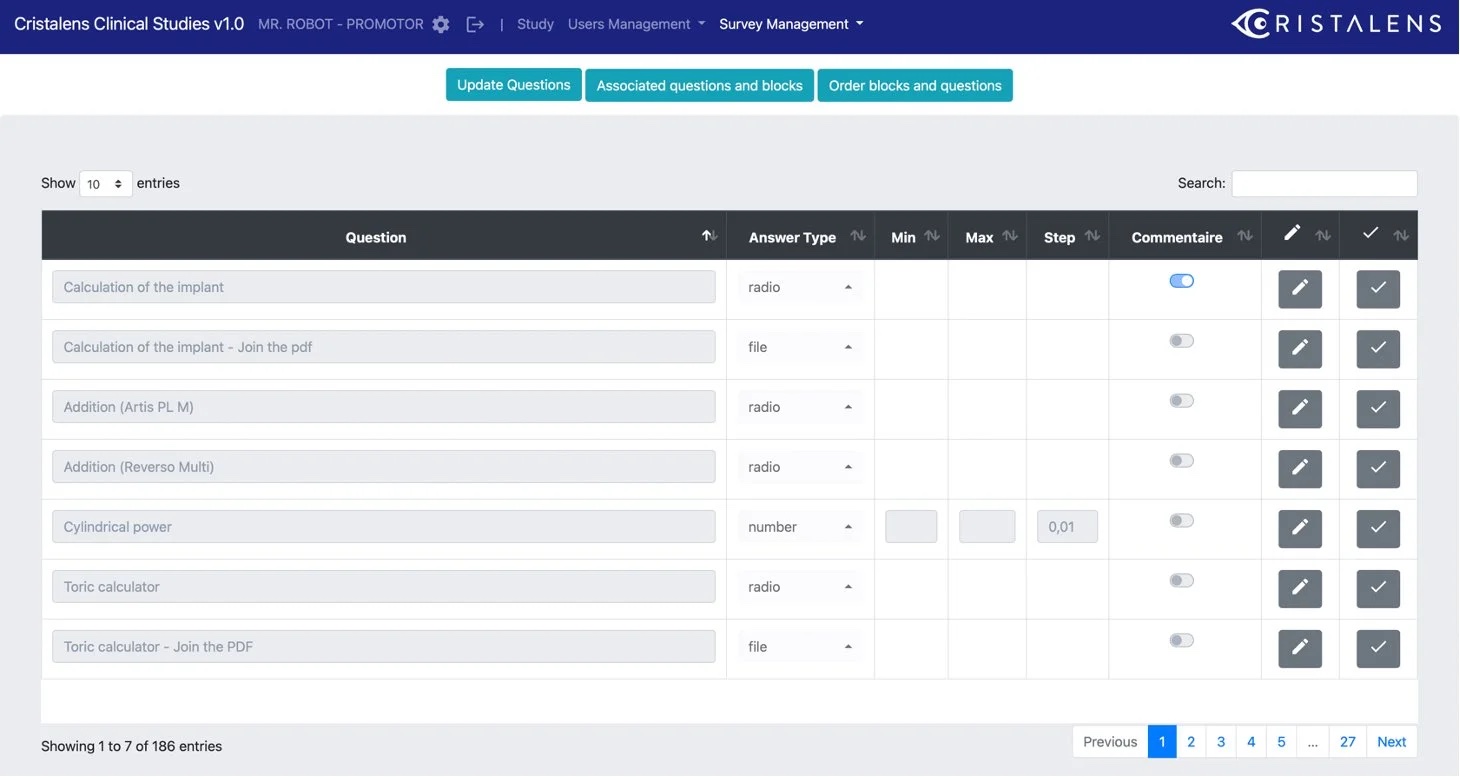 Cristalens Clinical Studies v1.0 MR. ROBOT - PROMOTOR | Study Users Management Survey Management CRISTALENS
Update Questions Associated questions and blocks Order blocks and questions
Show 10 entries Search:
Question Answer Type Min Max Step Commentaire
Calculation of the implant radio
Calculation of the implant - Join the pdf file
Addition (Artis PL M) radio
Addition (Reverso Multi) radio
Cylindrical power number 0,01
Toric calculator radio
Toric calculator - Join the PDF file
Showing 1 to 7 of 186 entries Previous 1 2 3 4 5 ... 27 Next